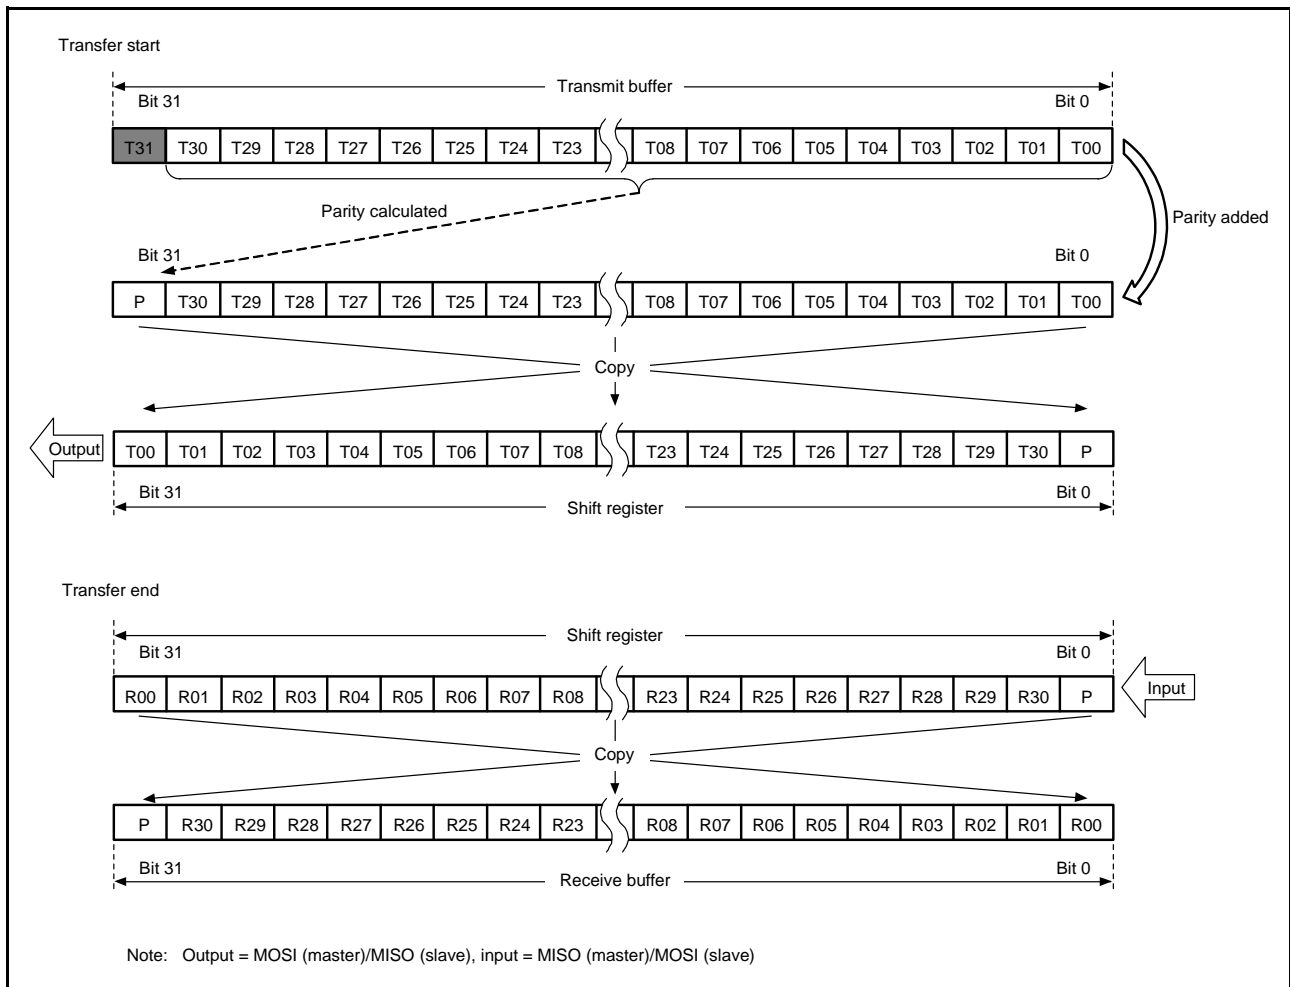 Transfer start
Transmit buffer
Bit 31 Bit 0
T31 T30 T29 T28 T27 T26 T25 T24 T23 T08 T07 T06 T05 T04 T03 T02 T01 T00
Parity calculated
Parity added
Bit 31 Bit 0
P T30 T29 T28 T27 T26 T25 T24 T23 T08 T07 T06 T05 T04 T03 T02 T01 T00
Copy
Output
T00 T01 T02 T03 T04 T05 T06 T07 T08 T23 T24 T25 T26 T27 T28 T29 T30 P
Bit 31 Bit 0
Shift register
Transfer end
Shift register
Bit 31 Bit 0
R00 R01 R02 R03 R04 R05 R06 R07 R08 R23 R24 R25 R26 R27 R28 R29 R30 P
Input
Copy
P R30 R29 R28 R27 R26 R25 R24 R23 R08 R07 R06 R05 R04 R03 R02 R01 R00
Bit 31 Bit 0
Receive buffer
Note: Output = MOSI (master)/MISO (slave), input = MISO (master)/MOSI (slave)